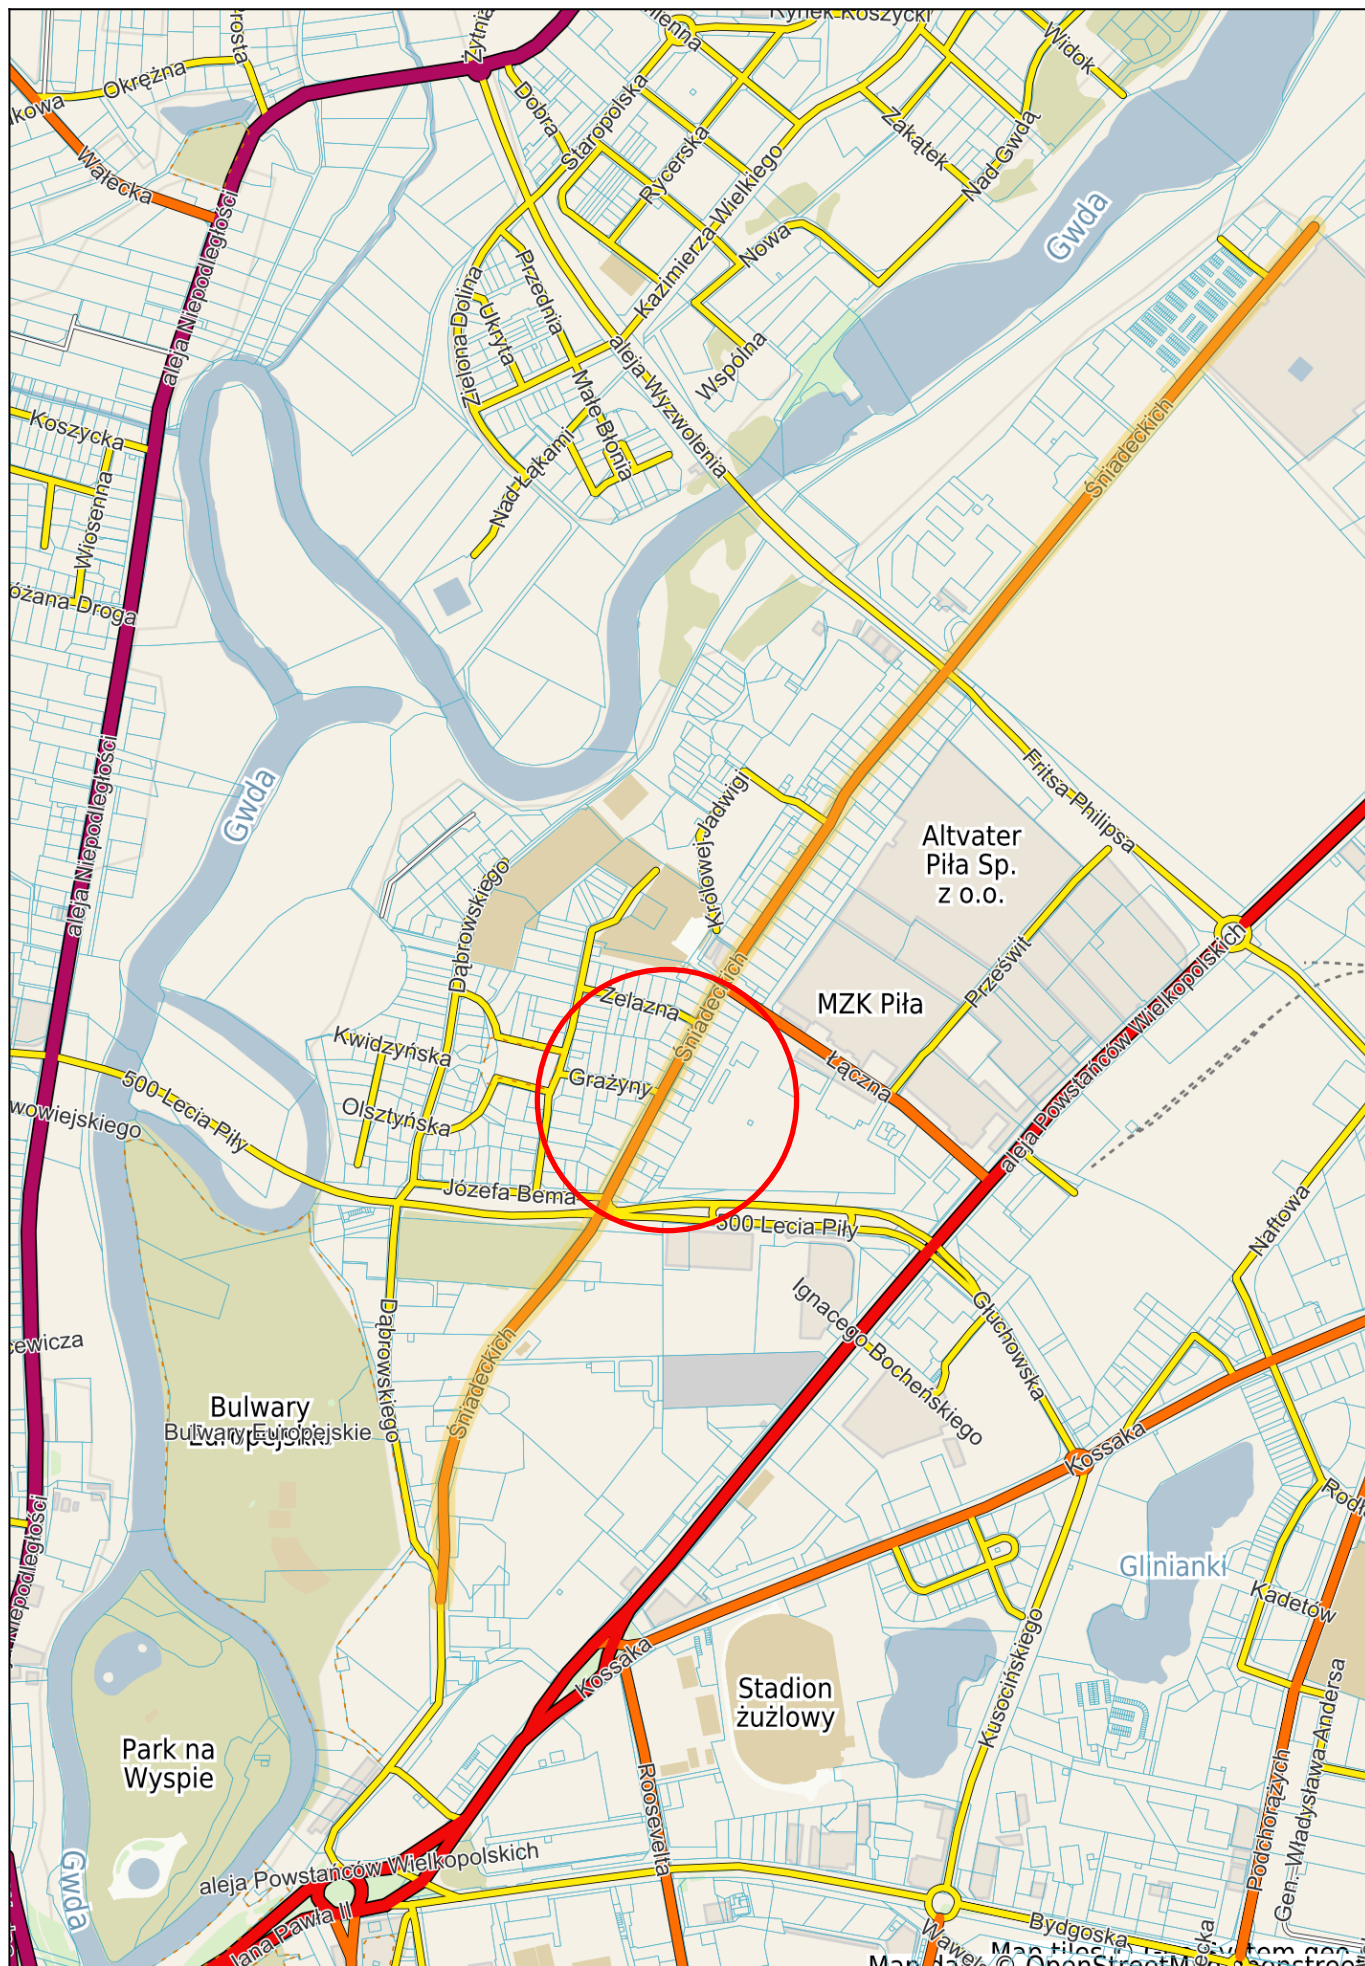 Żytnia
Rynek Koszycki
Widok
Okrężna
Dobra
Staropolska
Zakątek
Wałecka
Rycerska
Nad Gwdą
Kazimierza Wielkiego
Nowa
Gwda
aleja Niepodległości
Przednia
Zielona Dolina
Ukryta
aleja Wyzwolenia
Wspólna
Małe Błonia
Koszycka
Nad Łąkami
Śniadeckich
Wiosenna
Gwda
aleja Niepodległości
Fritsa Philipsa
Królowej Jadwigi
Altvater
Piła Sp.
z o.o.
Dąbrowskiego
Prześwit
Śniadeckich
MZK Piła
aleja Powstańców Wielkopolskich
Żelazna
Kwidzyńska
Grażyny
Łączna
500 Lecia Piły
Olsztyńska
Józefa Bema
500 Lecia Piły
Naftowa
Ignacego Bocheńskiego
Głuchowska
Dąbrowskiego
Śniadeckich
Bulwary
Bulwary Europejskie
Kossaka
Glinianki
Kadetów
Kusocińskiego
Kossaka
Stadion
żużlowy
Park na
Wyspie
Roosevelta
Podchorążych
Gen. Władysława Andersa
Gwda
aleja Powstańców Wielkopolskich
Jana Pawła II
Bydgoska